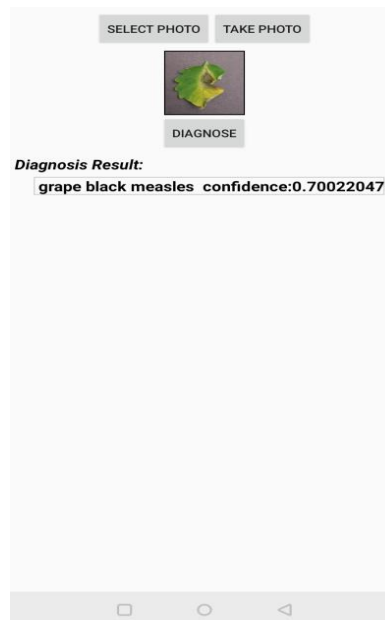 SELECT PHOTO TAKE PHOTO
DIAGNOSE
Diagnosis Result:
grape black measles confidence:0.70022047